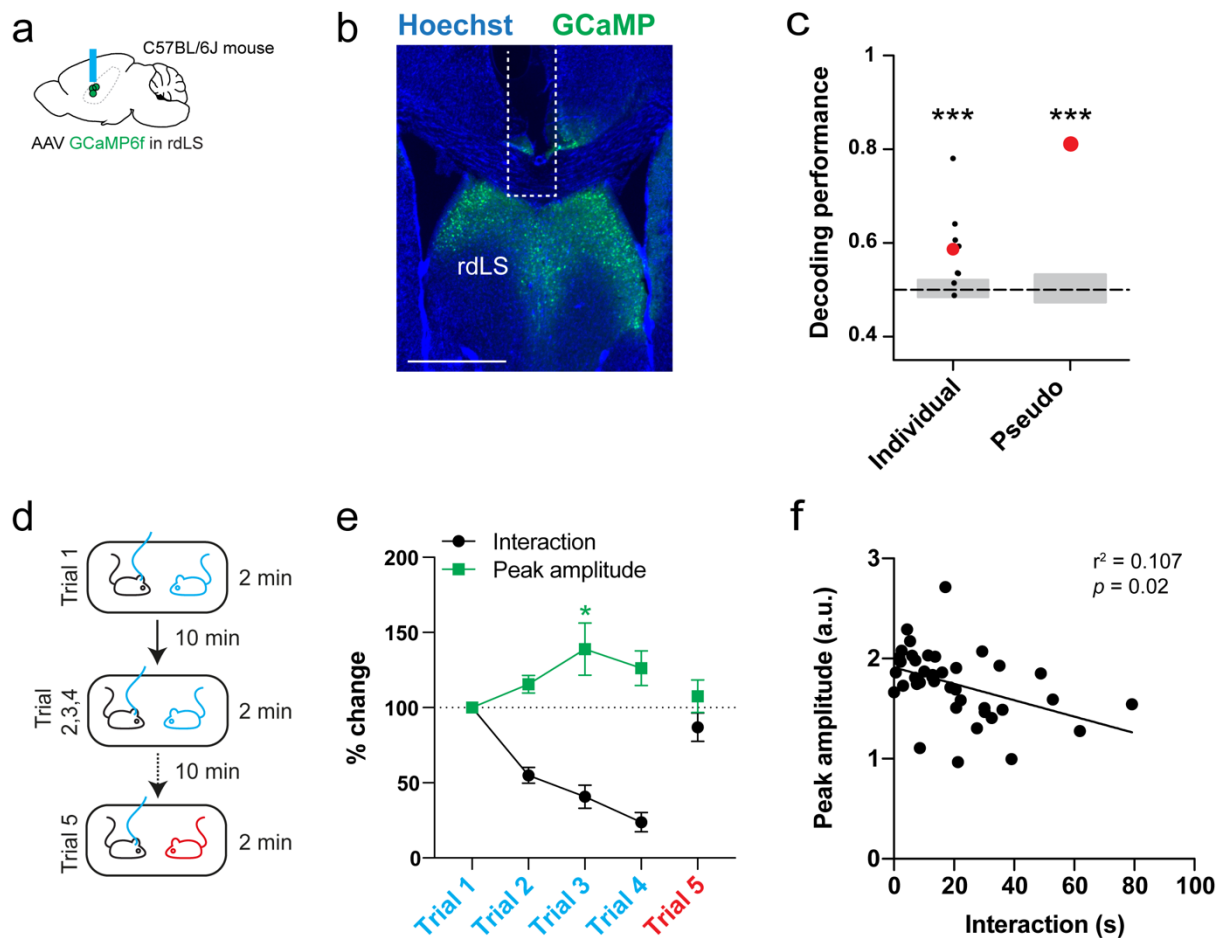 a
C57BL/6J mouse
AAV GCaMP6f in rdLS
b
Hoechst GCaMP
rdLS
c
Decoding performance
1
0.8
0.6
0.4
***
***
Individual
Pseudo
d
Trial 1
2 min
10 min
Trial
2,3,4
2 min
10 min
Trial 5
2 min
e
Interaction
Peak amplitude
% change
200
150
100
50
0
*
Trial 1
Trial 2
Trial 3
Trial 4
Trial 5
f
r² = 0.107
p = 0.02
Peak amplitude (a.u.)
3
2
1
0
0 20 40 60 80 100
Interaction (s)